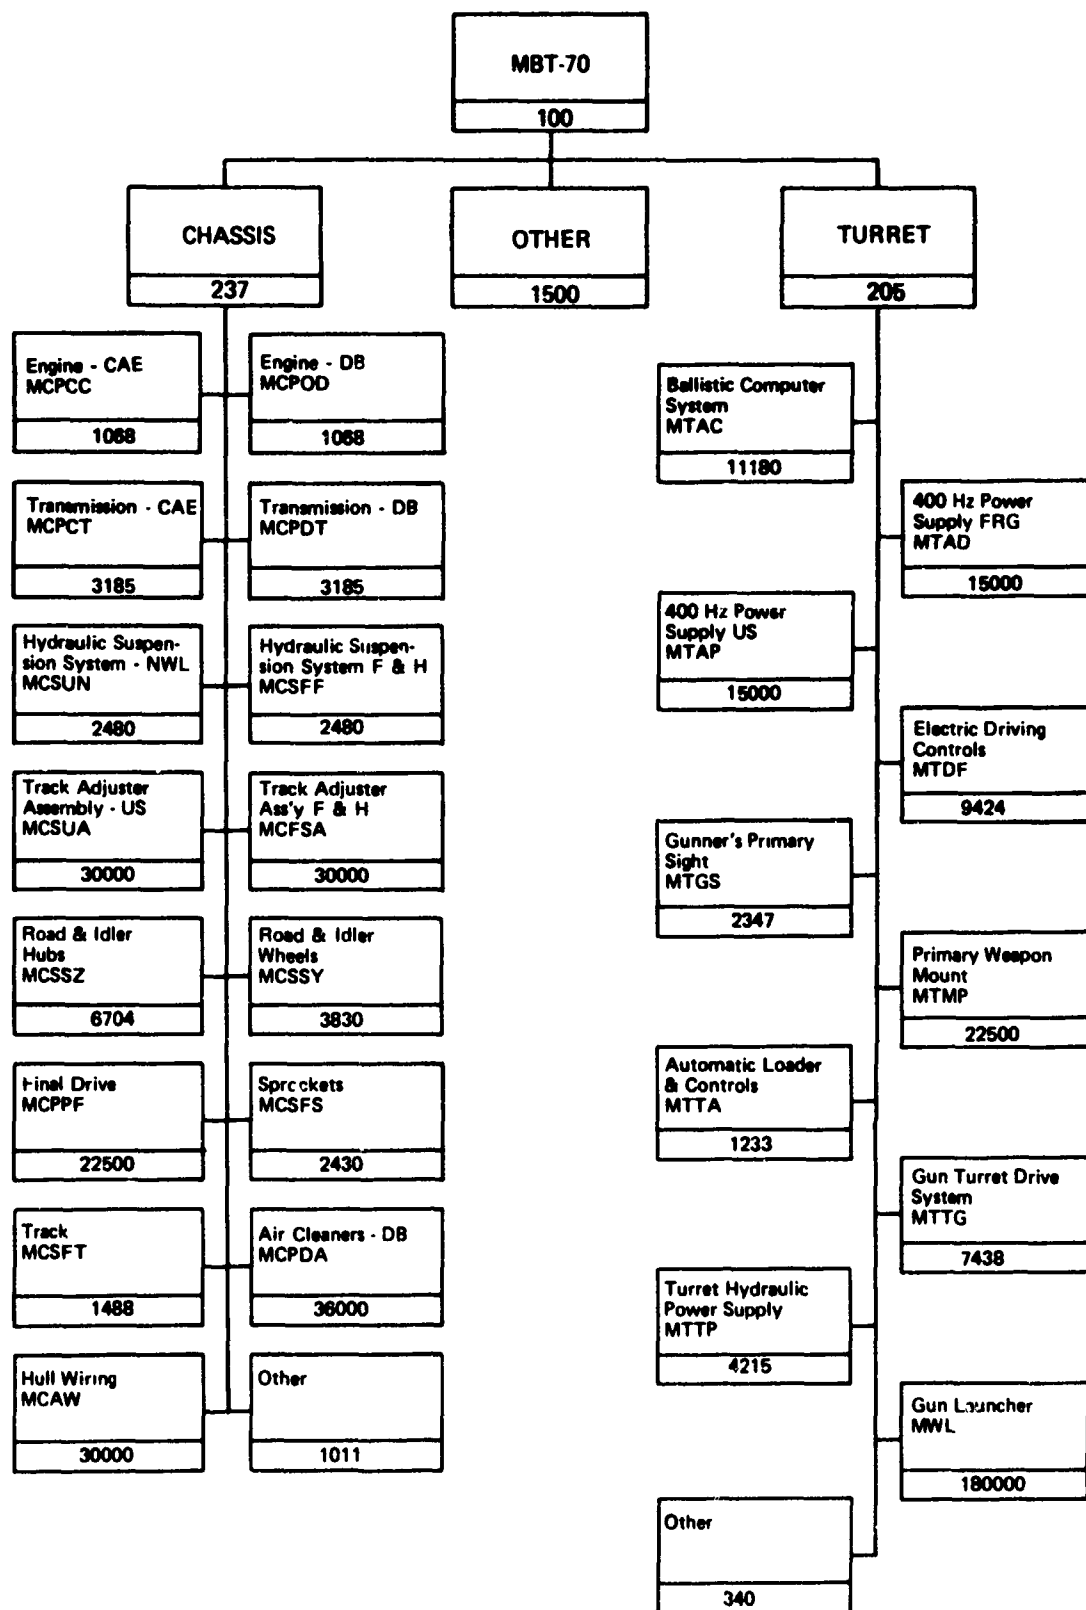 MBT-70
100
CHASSIS
237
OTHER
1500
TURRET
205
Engine - CAE
MCPCC
1068
Engine - DB
MCPOD
1068
Transmission - CAE
MCPCT
3185
Transmission - DB
MCPDT
3185
Hydraulic Suspen-
sion System - NWL
MCSUN
2480
Hydraulic Suspen-
sion System F & H
MCSFF
2480
Track Adjuster
Assembly - US
MCSUA
30000
Track Adjuster
Ass'y F & H
MCFSA
30000
Road & Idler
Hubs
MCSSZ
6704
Road & Idler
Wheels
MCSSY
3830
Final Drive
MCPPF
22500
Sprockets
MCSFS
2430
Track
MCSFT
1488
Air Cleaners - DB
MCPDA
36000
Hull Wiring
MCAW
30000
Other
1011
Ballistic Computer
System
MTAC
11180
400 Hz Power
Supply FRG
MTAD
15000
400 Hz Power
Supply US
MTAP
15000
Electric Driving
Controls
MTDF
9424
Gunner's Primary
Sight
MTGS
2347
Primary Weapon
Mount
MTMP
22500
Automatic Loader
& Controls
MTTA
1233
Gun Turret Drive
System
MTTG
7438
Turret Hydraulic
Power Supply
MTTP
4215
Gun Launcher
MWL
180000
Other
340